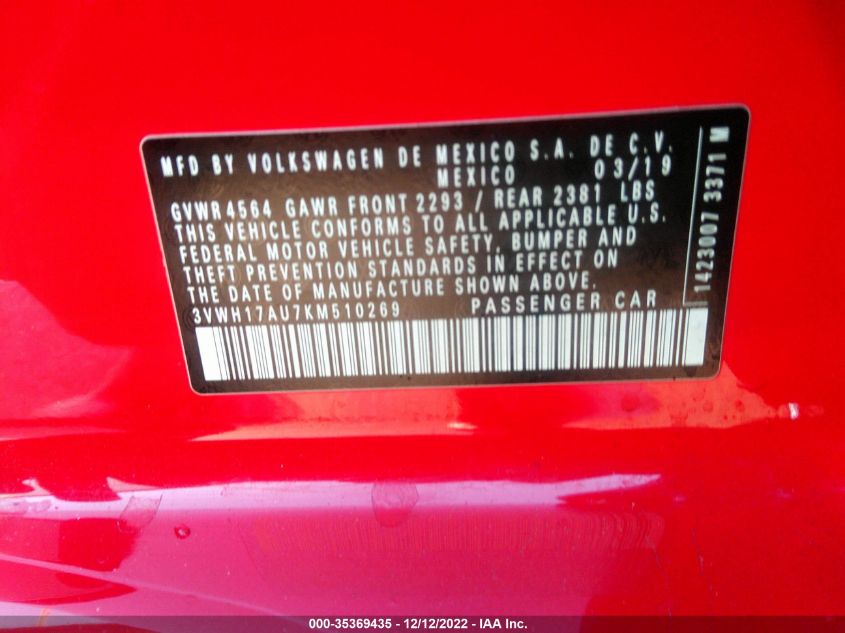 MFD BY VOLKSWAGEN DE MEXICO S.A. DE C.V.
MEXICO 03/19
GVWR 4564 GAWR FRONT 2293 / REAR 2381 LBS
THIS VEHICLE CONFORMS TO ALL APPLICABLE U.S.
FEDERAL MOTOR VEHICLE SAFETY, BUMPER AND
THEFT PREVENTION STANDARDS IN EFFECT ON
THE DATE OF MANUFACTURE SHOWN ABOVE.
3VWH17AU7KM510269 PASSENGER CAR
1423007 3371 M
000-35369435 - 12/12/2022 - IAA Inc.